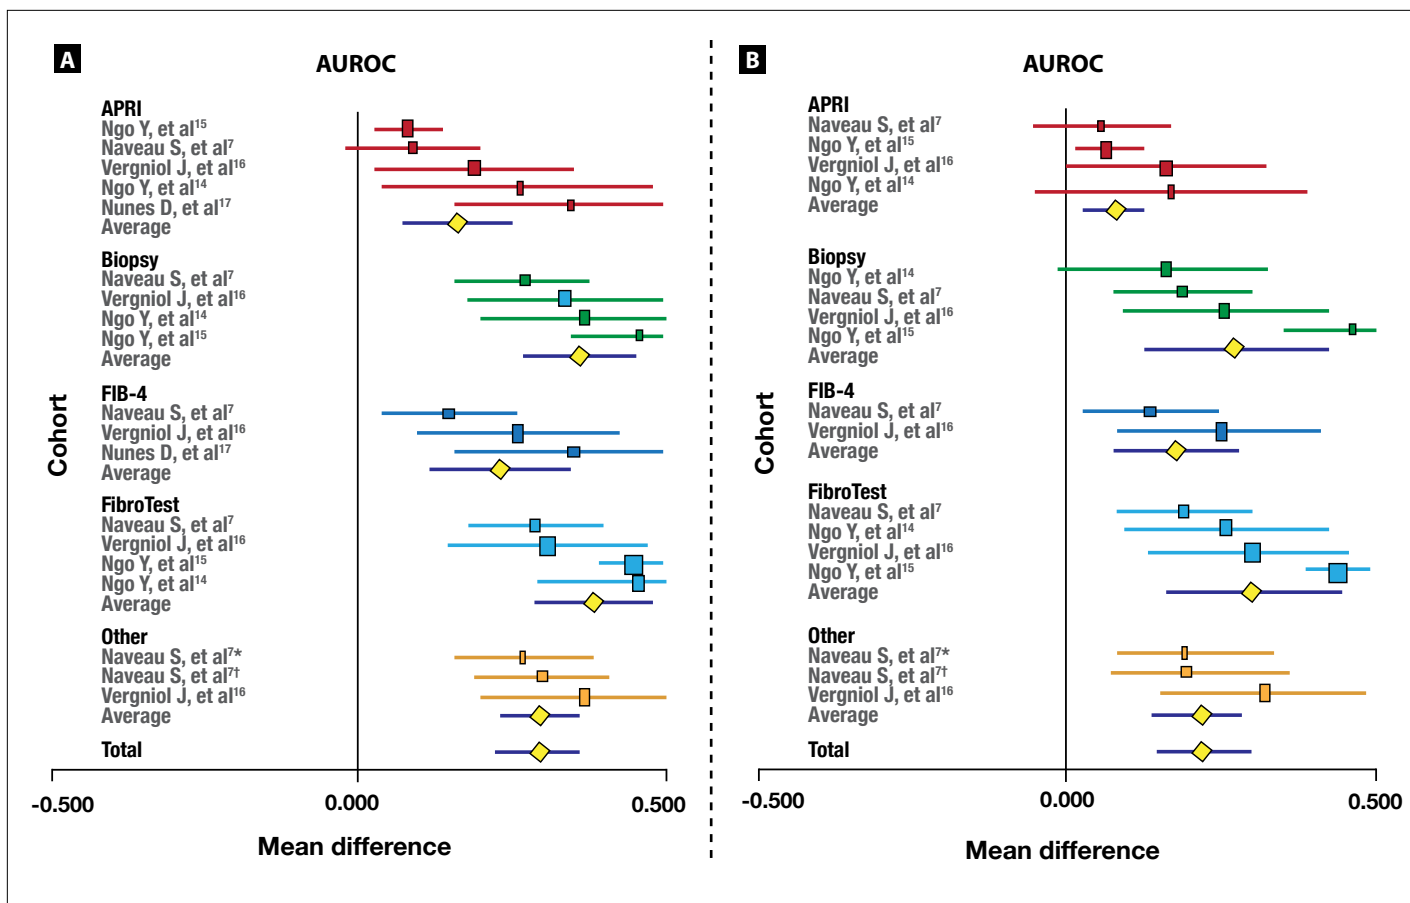 A
AUROC
Cohort
APRI
Ngo Y, et al15
Naveau S, et al7
Vergniol J, et al16
Ngo Y, et al14
Nunes D, et al17
Average
Biopsy
Naveau S, et al7
Vergniol J, et al16
Ngo Y, et al14
Ngo Y, et al15
Average
FIB-4
Naveau S, et al7
Vergniol J, et al16
Nunes D, et al17
Average
FibroTest
Naveau S, et al7
Vergniol J, et al16
Ngo Y, et al15
Ngo Y, et al14
Average
Other
Naveau S, et al7*
Naveau S, et al7†
Vergniol J, et al16
Average
Total
-0.500 0.000 0.500
Mean difference
B
AUROC
Cohort
APRI
Naveau S, et al7
Ngo Y, et al15
Vergniol J, et al16
Ngo Y, et al14
Average
Biopsy
Ngo Y, et al14
Naveau S, et al7
Vergniol J, et al16
Ngo Y, et al15
Average
FIB-4
Naveau S, et al7
Vergniol J, et al16
Average
FibroTest
Naveau S, et al7
Ngo Y, et al14
Vergniol J, et al16
Ngo Y, et al15
Average
Other
Naveau S, et al7*
Naveau S, et al7†
Vergniol J, et al16
Average
Total
-0.500 0.000 0.500
Mean difference